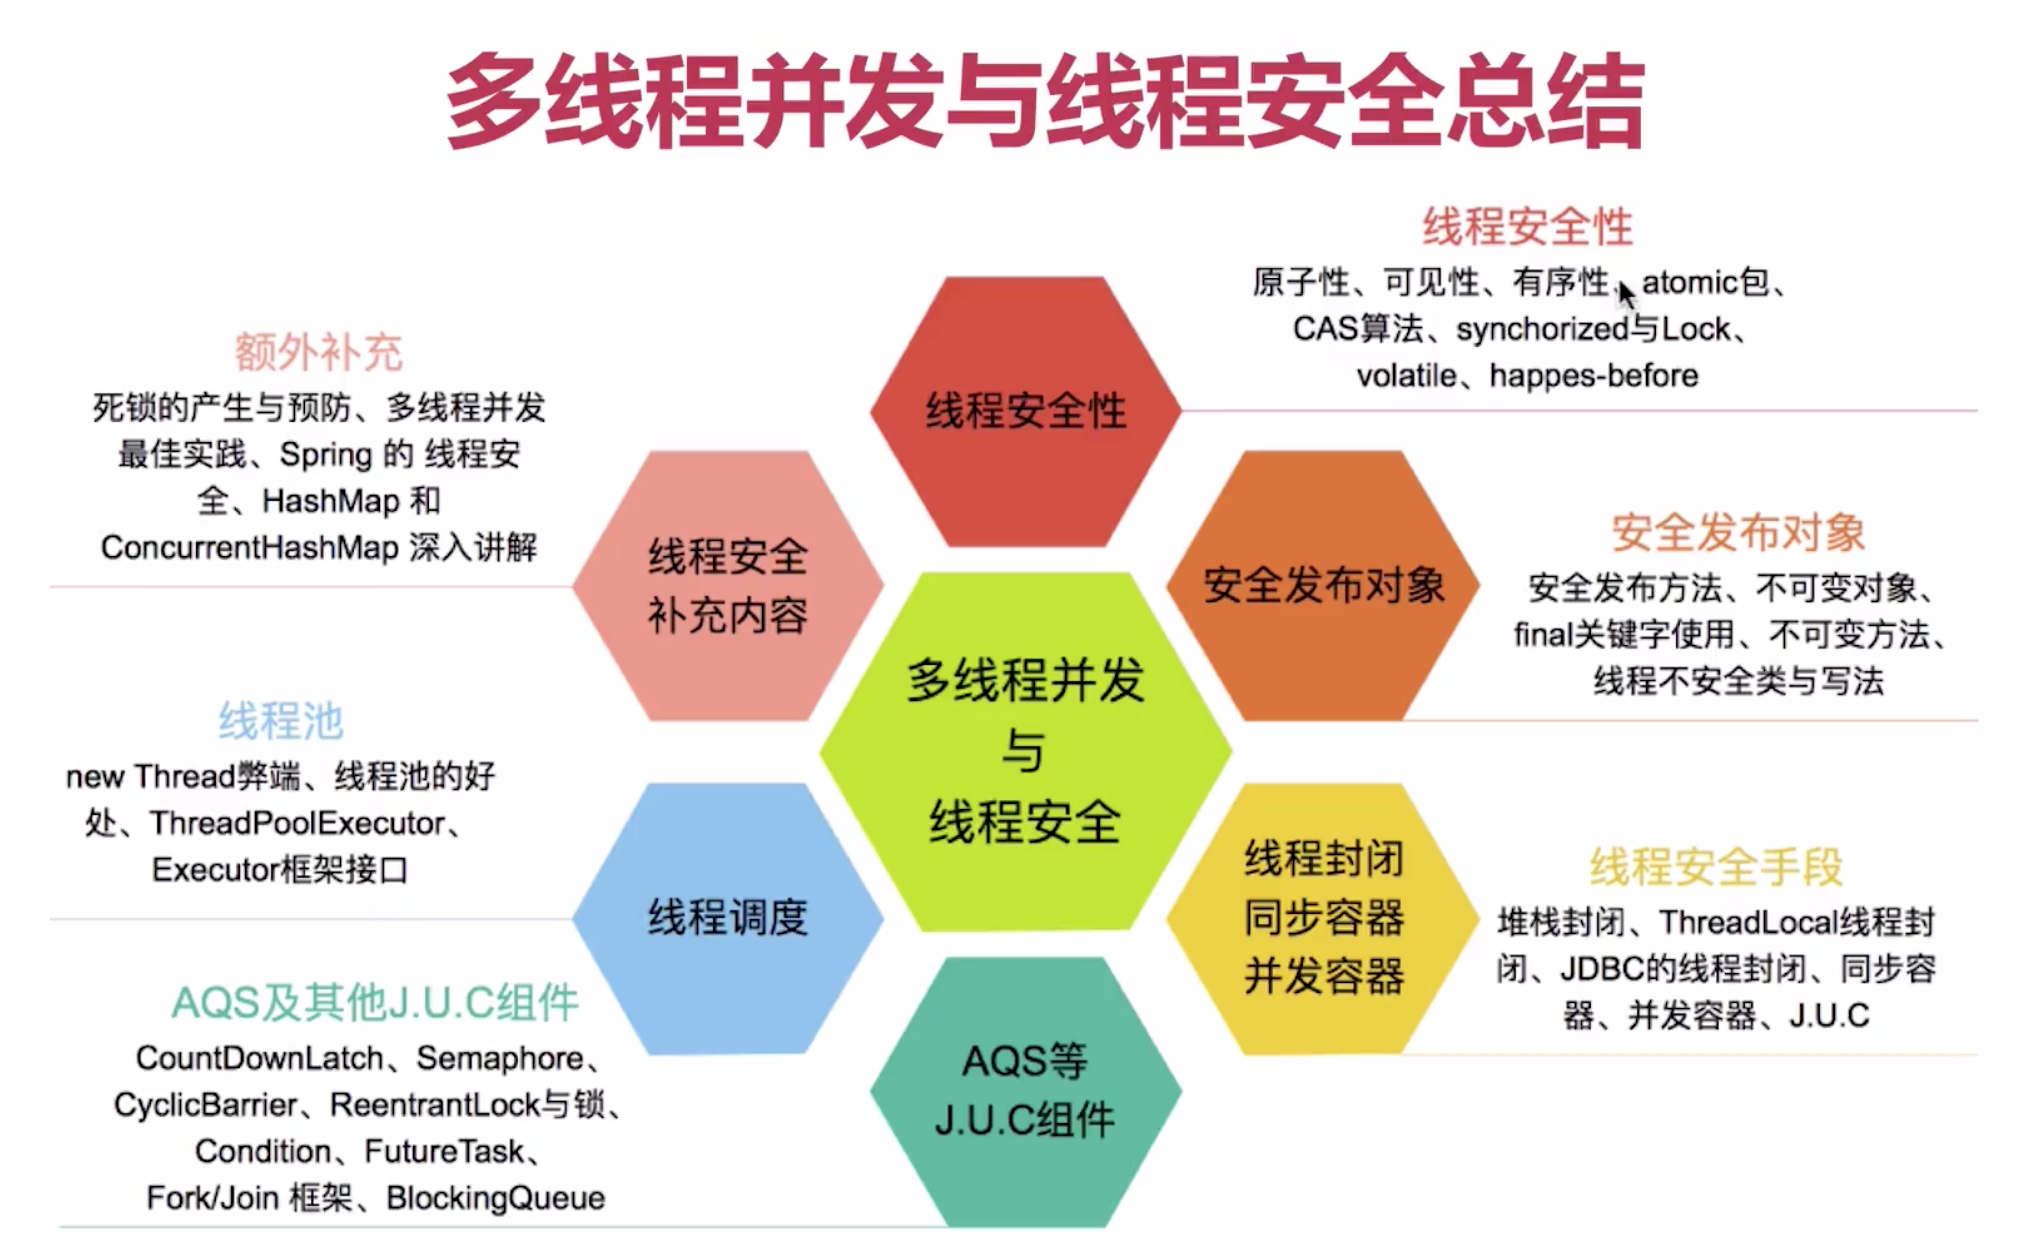 多线程并发与线程安全总结
线程安全性
原子性、可见性、有序性、atomic包、
CAS算法、synchorized与Lock、
volatile、happes-before
额外补充
死锁的产生与预防、多线程并发
最佳实践、Spring 的 线程安
全、HashMap 和
ConcurrentHashMap 深入讲解
线程安全性
线程安全
补充内容
安全发布对象
安全发布对象
安全发布方法、不可变对象、
final关键字使用、不可变方法、
线程不安全类与写法
多线程并发
与
线程安全
线程池
new Thread弊端、线程池的好
处、ThreadPoolExecutor、
Executor框架接口
线程调度
线程封闭
同步容器
并发容器
线程安全手段
堆栈封闭、ThreadLocal线程封
闭、JDBC的线程封闭、同步容
器、并发容器、J.U.C
AQS及其他J.U.C组件
CountDownLatch、Semaphore、
CyclicBarrier、ReentrantLock与锁、
Condition、FutureTask、
Fork/Join 框架、BlockingQueue
AQS等
J.U.C组件